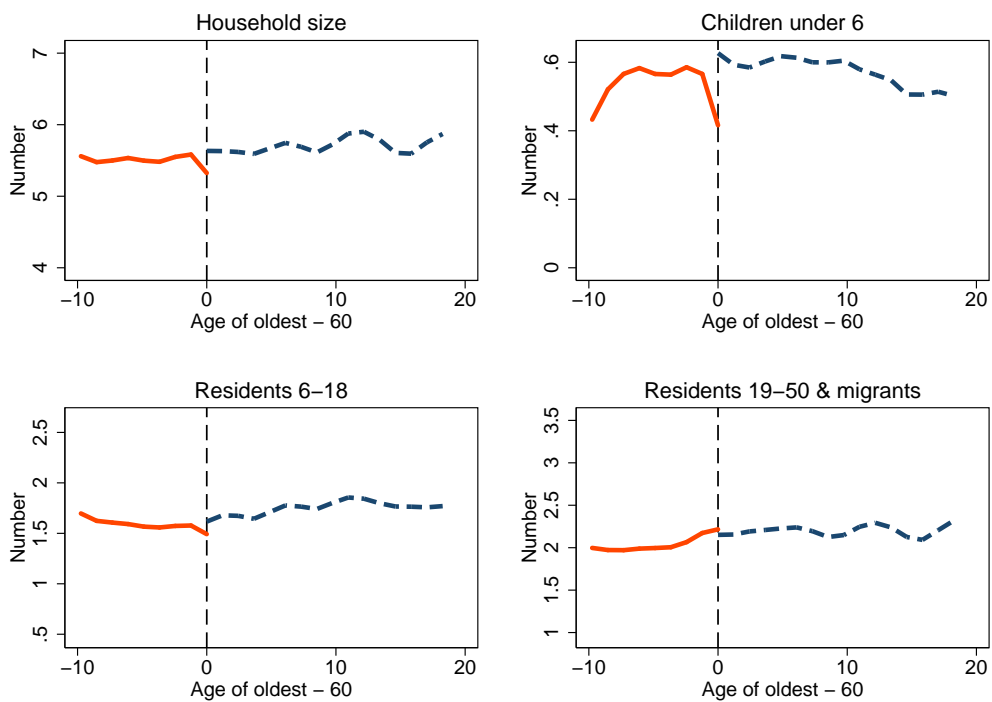 Household size
Number
7
6
5
4
−10 0 10 20
Age of oldest − 60
Children under 6
Number
.6
.4
.2
0
−10 0 10 20
Age of oldest − 60
Residents 6−18
Number
2.5
2
1.5
1
.5
−10 0 10 20
Age of oldest − 60
Residents 19−50 & migrants
Number
3.5
3
2.5
2
1.5
1
−10 0 10 20
Age of oldest − 60